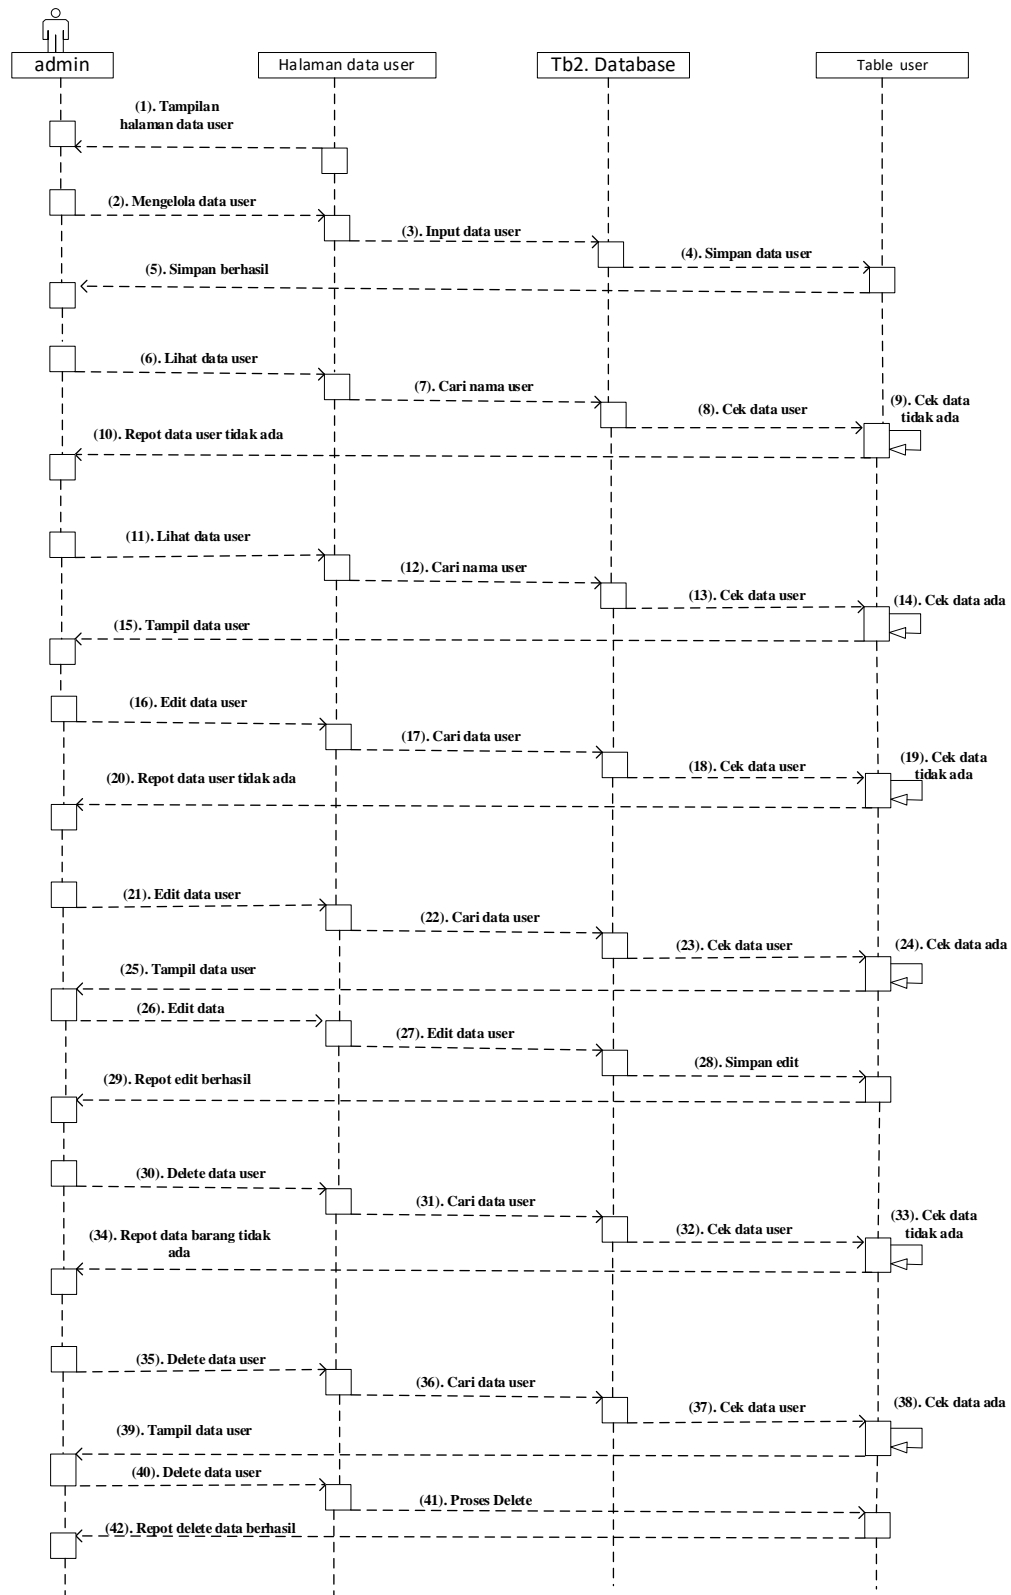 admin
Halaman data user
Tb2. Database
Table user
(1). Tampilan
halaman data user
(2). Mengelola data user
(3). Input data user
(4). Simpan data user
(5). Simpan berhasil
(6). Lihat data user
(7). Cari nama user
(8). Cek data user
(9). Cek data
tidak ada
(10). Repot data user tidak ada
(11). Lihat data user
(12). Cari nama user
(13). Cek data user
(14). Cek data ada
(15). Tampil data user
(16). Edit data user
(17). Cari data user
(18). Cek data user
(19). Cek data
tidak ada
(20). Repot data user tidak ada
(21). Edit data user
(22). Cari data user
(23). Cek data user
(24). Cek data ada
(25). Tampil data user
(26). Edit data
(27). Edit data user
(28). Simpan edit
(29). Repot edit berhasil
(30). Delete data user
(31). Cari data user
(32). Cek data user
(33). Cek data
tidak ada
(34). Repot data barang tidak
ada
(35). Delete data user
(36). Cari data user
(37). Cek data user
(38). Cek data ada
(39). Tampil data user
(40). Delete data user
(41). Proses Delete
(42). Repot delete data berhasil